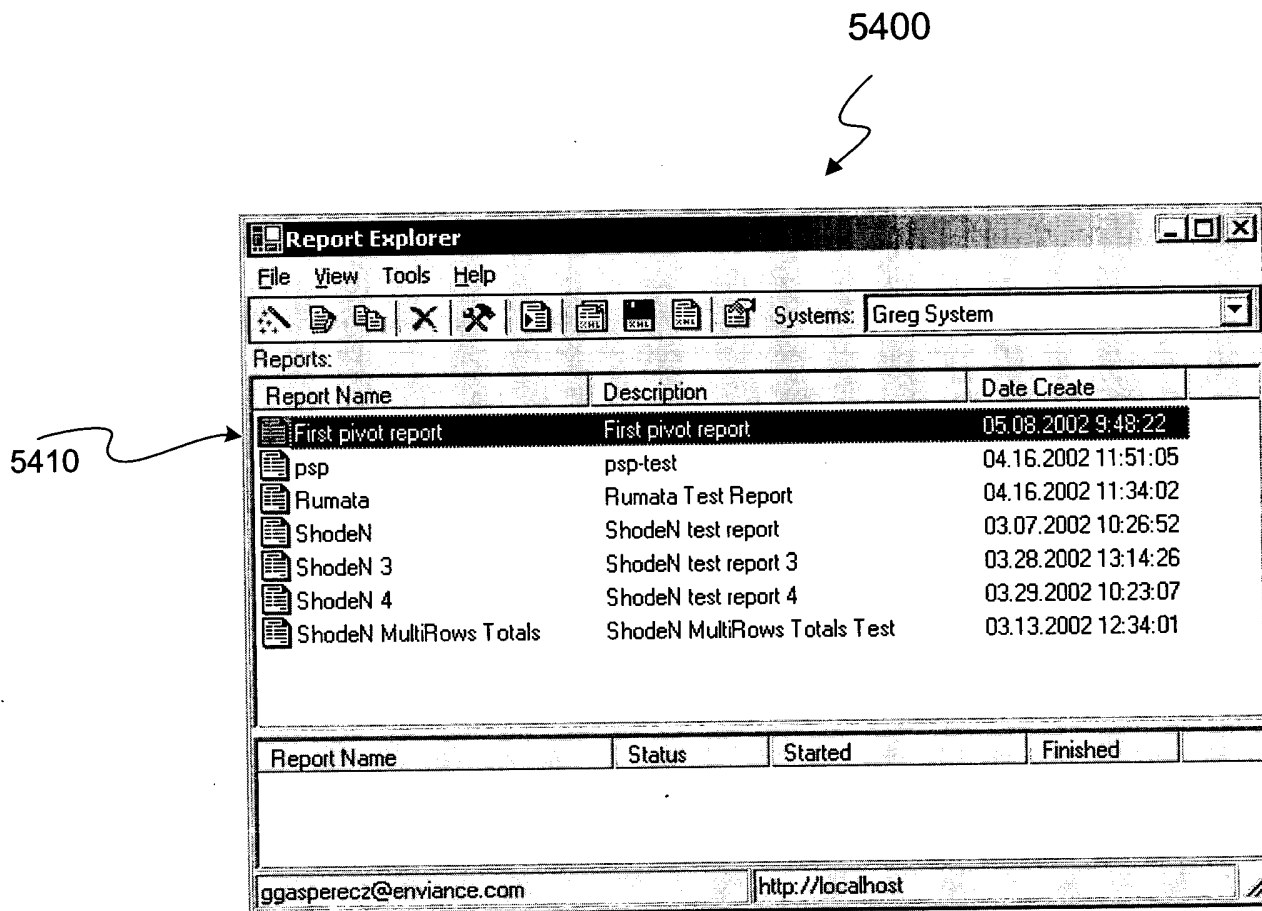 5400
Report Explorer
File View Tools Help
XML XML XML Systems: Greg System
Reports:
Report Name Description Date Create
5410
First pivot report First pivot report 05.08.2002 9:48:22
psp psp-test 04.16.2002 11:51:05
Rumata Rumata Test Report 04.16.2002 11:34:02
ShodeN ShodeN test report 03.07.2002 10:26:52
ShodeN 3 ShodeN test report 3 03.28.2002 13:14:26
ShodeN 4 ShodeN test report 4 03.29.2002 10:23:07
ShodeN MultiRows Totals ShodeN MultiRows Totals Test 03.13.2002 12:34:01
Report Name Status Started Finished
ggasperecz@enviance.com http://localhost